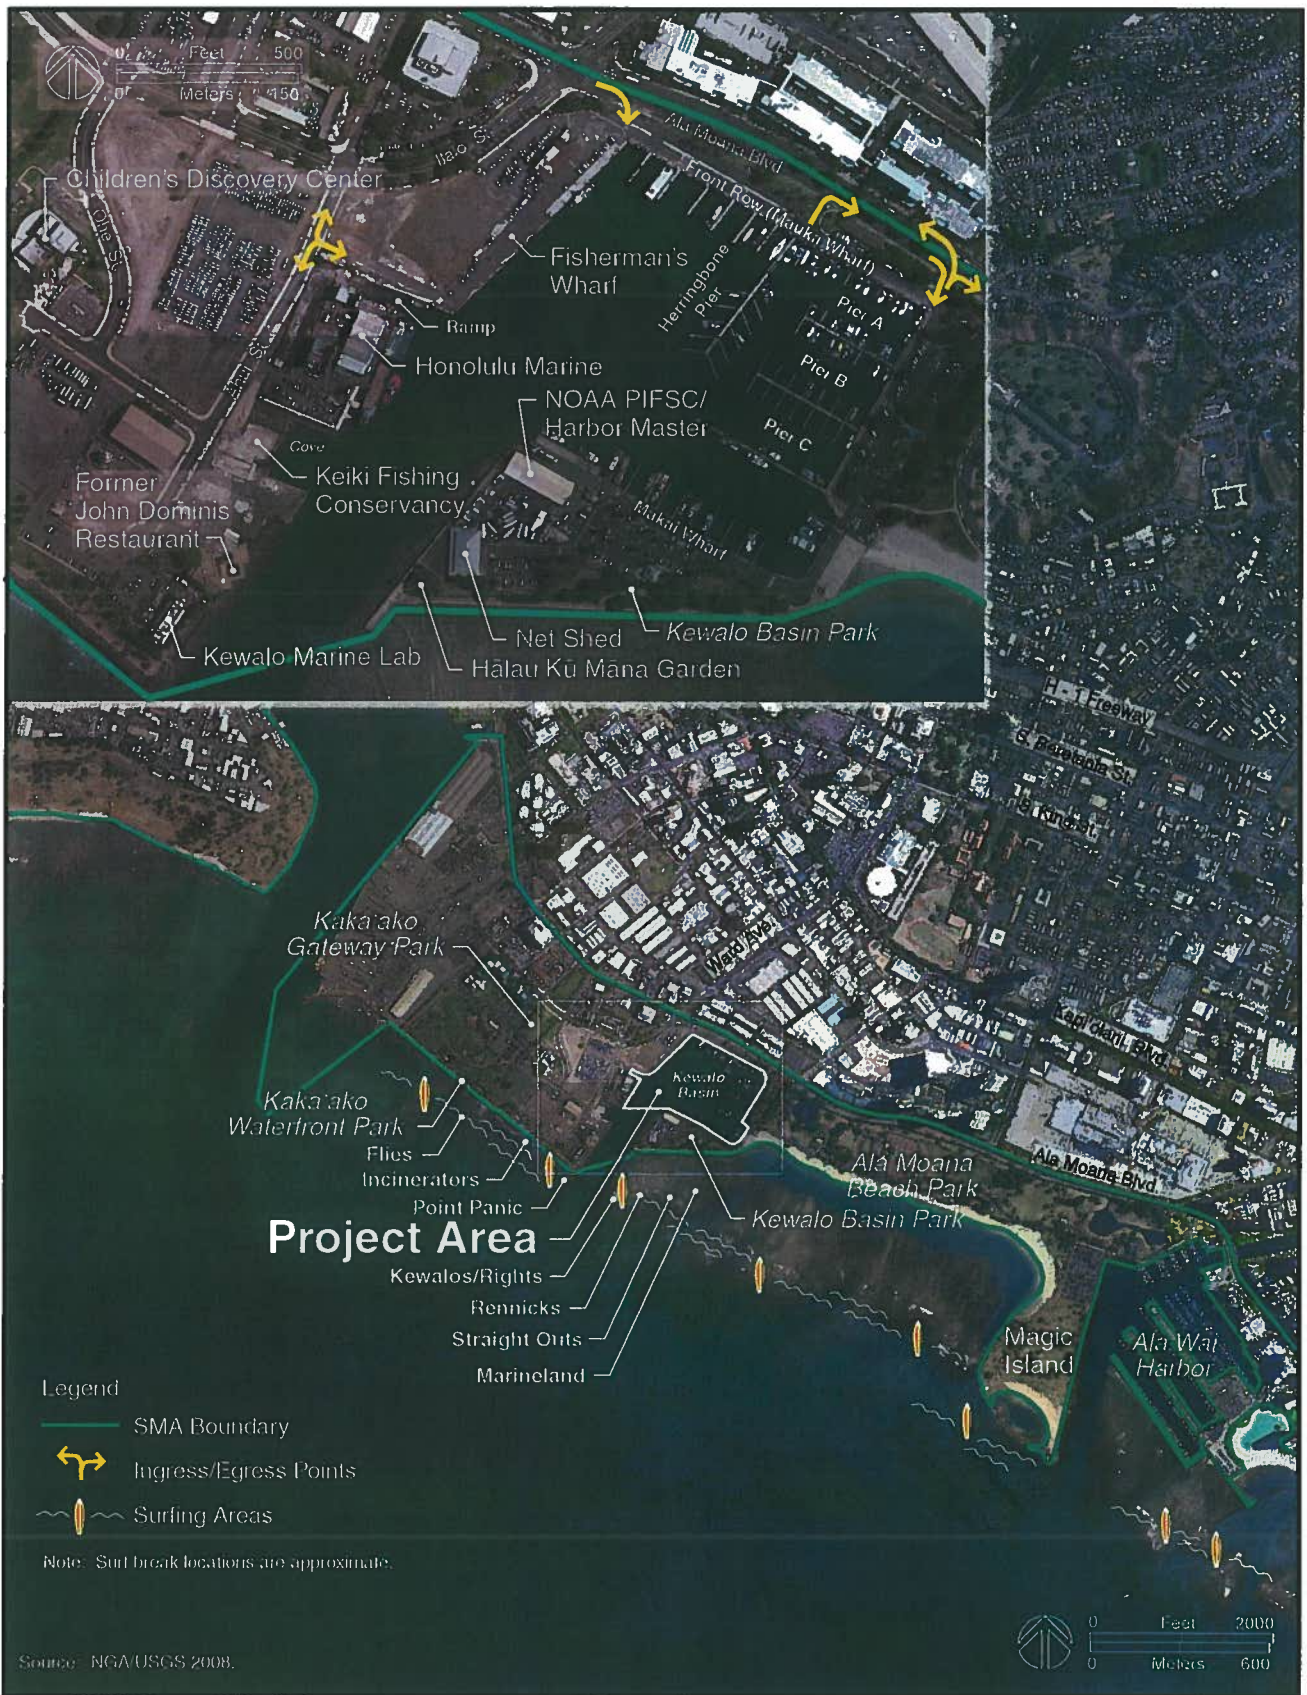 0 Feet 500
0 Meters 150
Ilalo St.
Ala Moana Blvd
Front Row (Mauka Wharf)
Children's Discovery Center
Ohe St.
Fisherman's
Wharf
Herringbone
Pier
Pier A
Pier B
Pier C
Ramp
Honolulu Marine
NOAA PIFSC/
Harbor Master
Cove
Keiki Fishing
Conservancy
Former
John Dominis
Restaurant
Makai Wharf
Net Shed
Kewalo Basin Park
Kewalo Marine Lab
Hālau Kū Māna Garden
H - 1 Freeway
S. Beretania St.
S. King St.
Ward Ave.
Kapi'olani Blvd.
Kaka'ako
Gateway Park
Kewalo
Basin
Kaka'ako
Waterfront Park
Flies
Incinerators
Point Panic
Project Area
Kewalos/Rights
Rennicks
Straight Outs
Marineland
Ala Moana
Beach Park
Ala Moana Blvd.
Kewalo Basin Park
Magic
Island
Ala Wai
Harbor
Legend
SMA Boundary
Ingress/Egress Points
Surfing Areas
Note: Surf break locations are approximate.
0 Feet 2000
0 Meters 600
Source: NGA/USGS 2008.